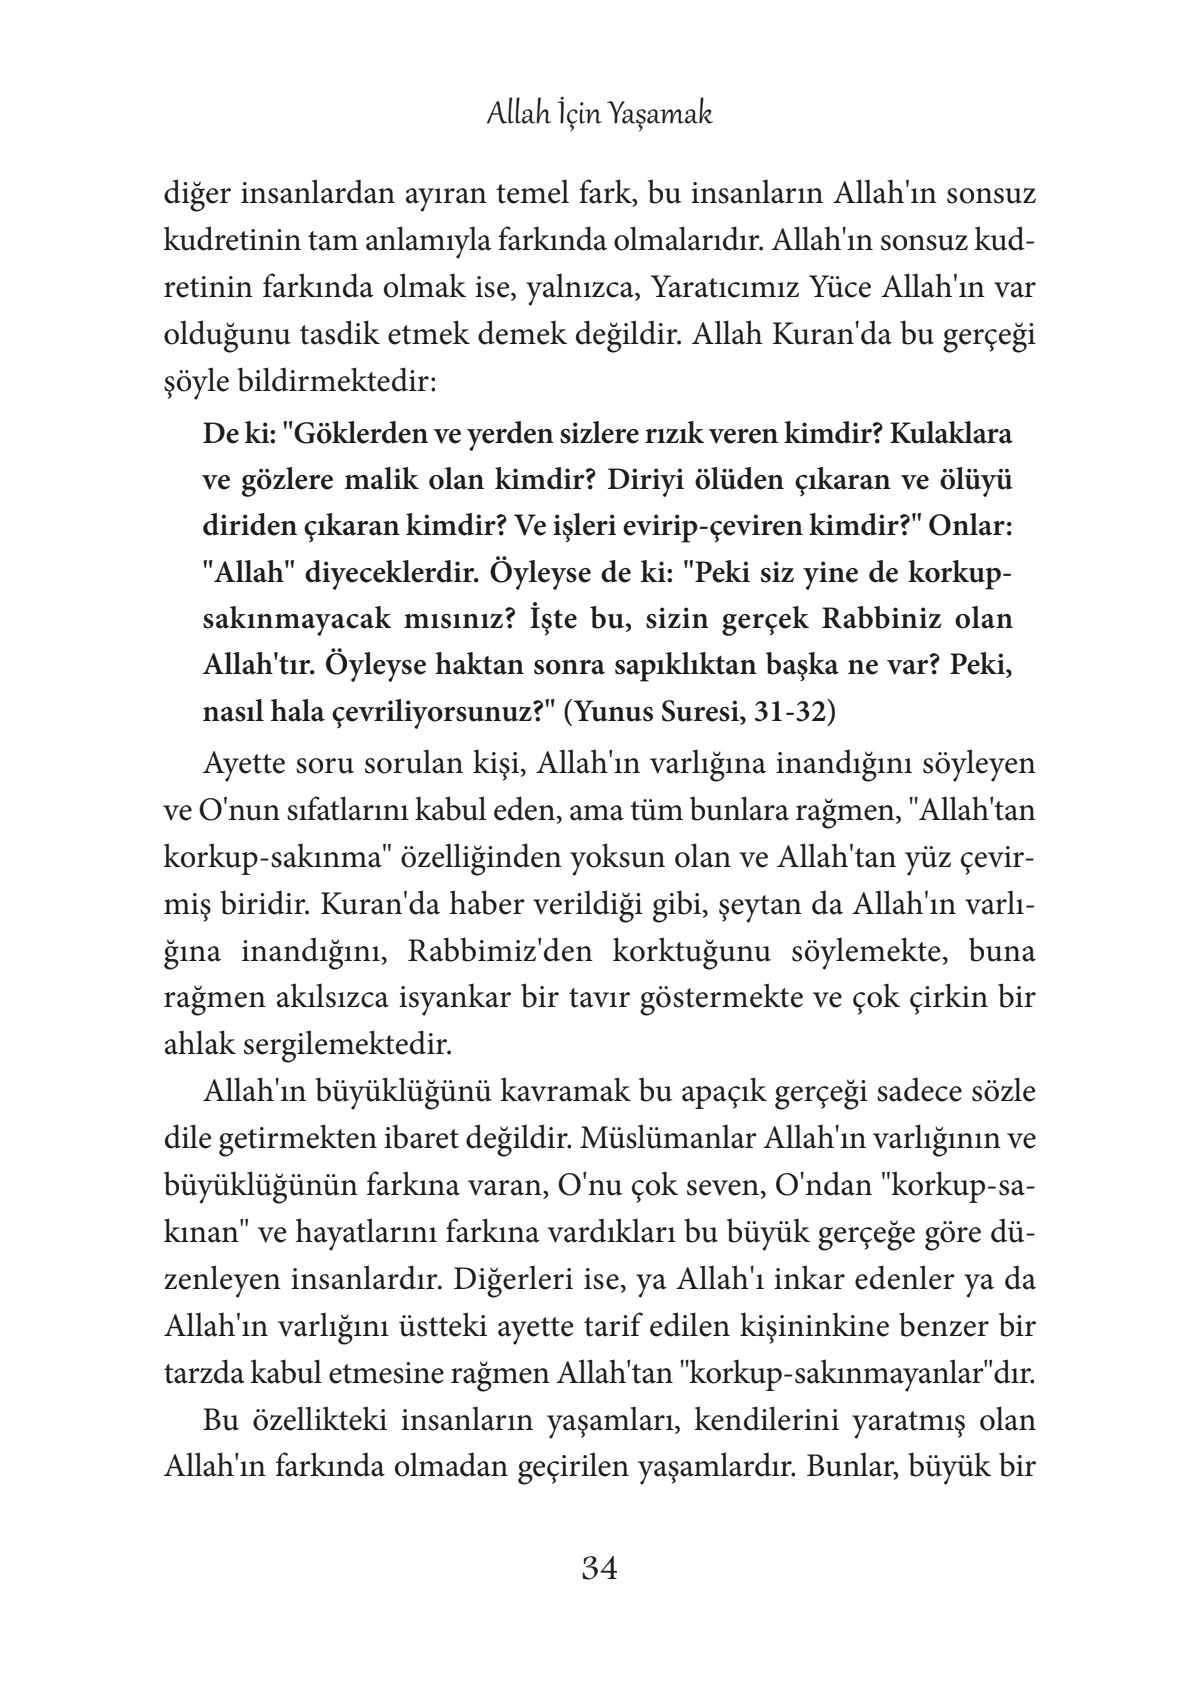 Allah İçin Yaşamak
diğer insanlardan ayıran temel fark, bu insanların Allah'ın sonsuz
kudretinin tam anlamıyla farkında olmalarıdır. Allah'ın sonsuz kud-
retinin farkında olmak ise, yalnızca, Yaratıcımız Yüce Allah'ın var
olduğunu tasdik etmek demek değildir. Allah Kuran'da bu gerçeği
şöyle bildirmektedir:
De ki: "Göklerden ve yerden sizlere rızık veren kimdir? Kulaklara
ve gözlere malik olan kimdir? Diriyi ölüden çıkaran ve ölüyü
diriden çıkaran kimdir? Ve işleri evirip-çeviren kimdir?" Onlar:
"Allah" diyeceklerdir. Öyleyse de ki: "Peki siz yine de korkup-
sakınmayacak mısınız? İşte bu, sizin gerçek Rabbiniz olan
Allah'tır. Öyleyse haktan sonra sapıklıktan başka ne var? Peki,
nasıl hala çevriliyorsunuz?" (Yunus Suresi, 31-32)
Ayette soru sorulan kişi, Allah'ın varlığına inandığını söyleyen
ve O'nun sıfatlarını kabul eden, ama tüm bunlara rağmen, "Allah'tan
korkup-sakınma" özelliğinden yoksun olan ve Allah'tan yüz çevir-
miş biridir. Kuran'da haber verildiği gibi, şeytan da Allah'ın varlı-
ğına inandığını, Rabbimiz'den korktuğunu söylemekte, buna
rağmen akılsızca isyankar bir tavır göstermekte ve çok çirkin bir
ahlak sergilemektedir.
Allah'ın büyüklüğünü kavramak bu apaçık gerçeği sadece sözle
dile getirmekten ibaret değildir. Müslümanlar Allah'ın varlığının ve
büyüklüğünün farkına varan, O'nu çok seven, O'ndan "korkup-sa-
kınan" ve hayatlarını farkına vardıkları bu büyük gerçeğe göre dü-
zenleyen insanlardır. Diğerleri ise, ya Allah'ı inkar edenler ya da
Allah'ın varlığını üstteki ayette tarif edilen kişininkine benzer bir
tarzda kabul etmesine rağmen Allah'tan "korkup-sakınmayanlar"dır.
Bu özellikteki insanların yaşamları, kendilerini yaratmış olan
Allah'ın farkında olmadan geçirilen yaşamlardır. Bunlar, büyük bir
34